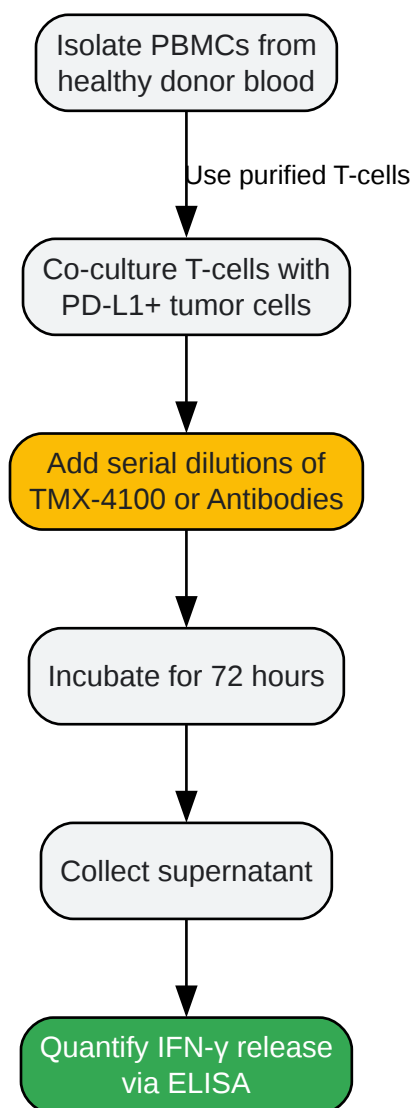 Isolate PBMCs from
healthy donor blood
Use purified T-cells
Co-culture T-cells with
PD-L1+ tumor cells
Add serial dilutions of
TMX-4100 or Antibodies
Incubate for 72 hours
Collect supernatant
Quantify IFN-γ release
via ELISA